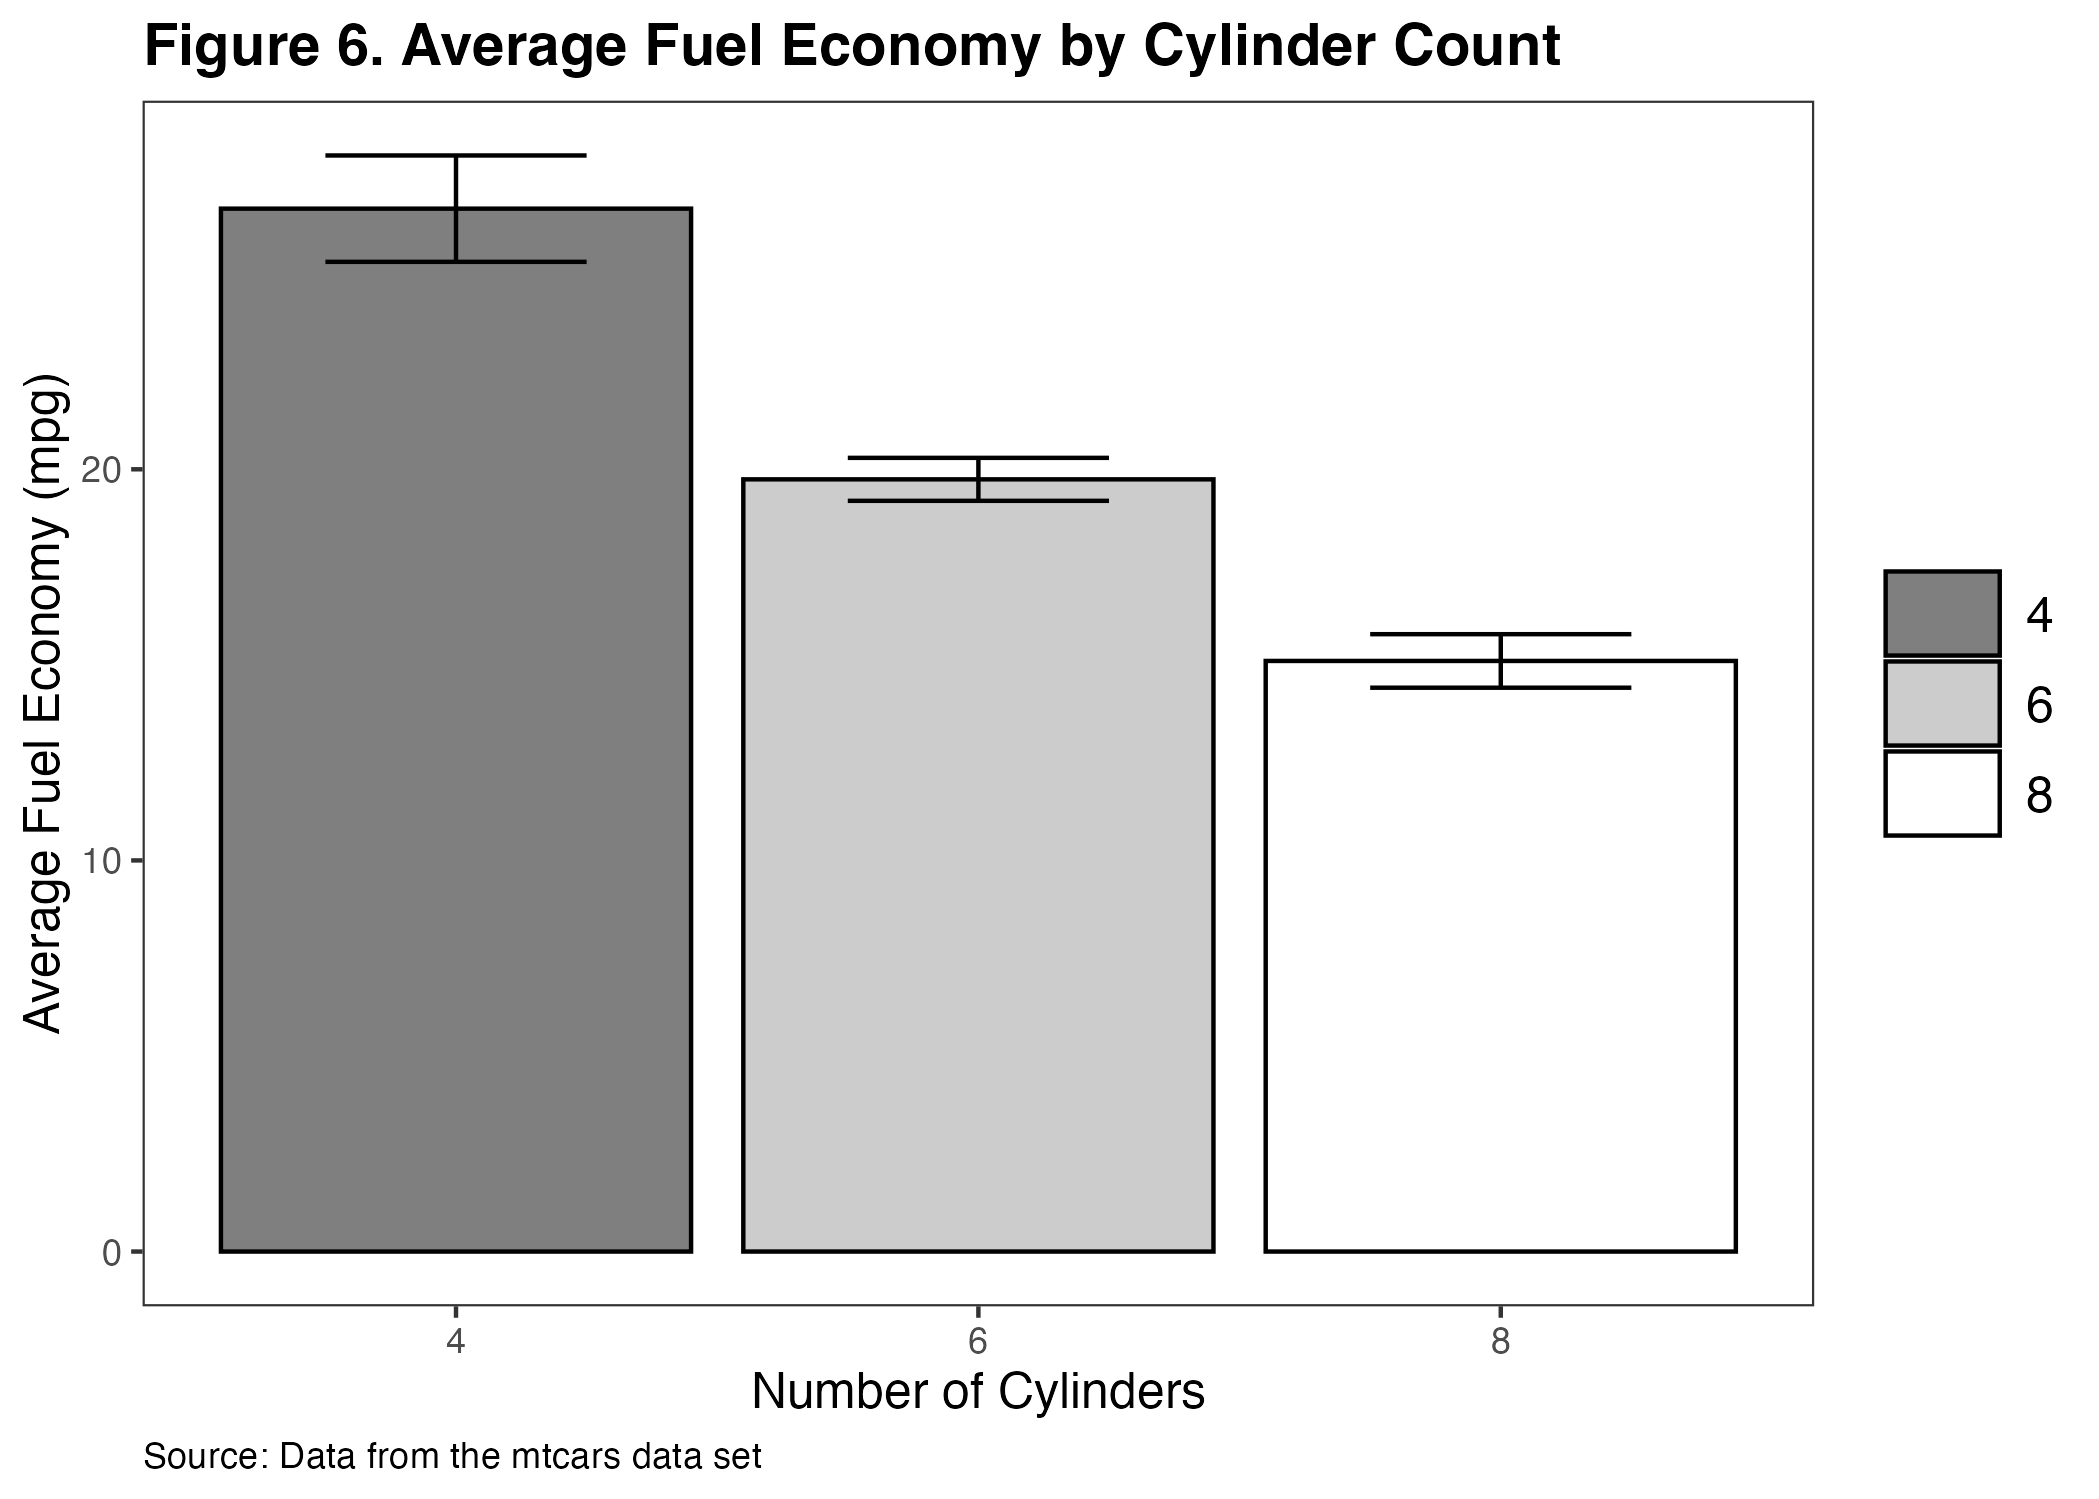 Figure 6. Average Fuel Economy by Cylinder Count
Average Fuel Economy (mpg)
20
10
0
4
6
8
4
6
8
Number of Cylinders
Source: Data from the mtcars data set